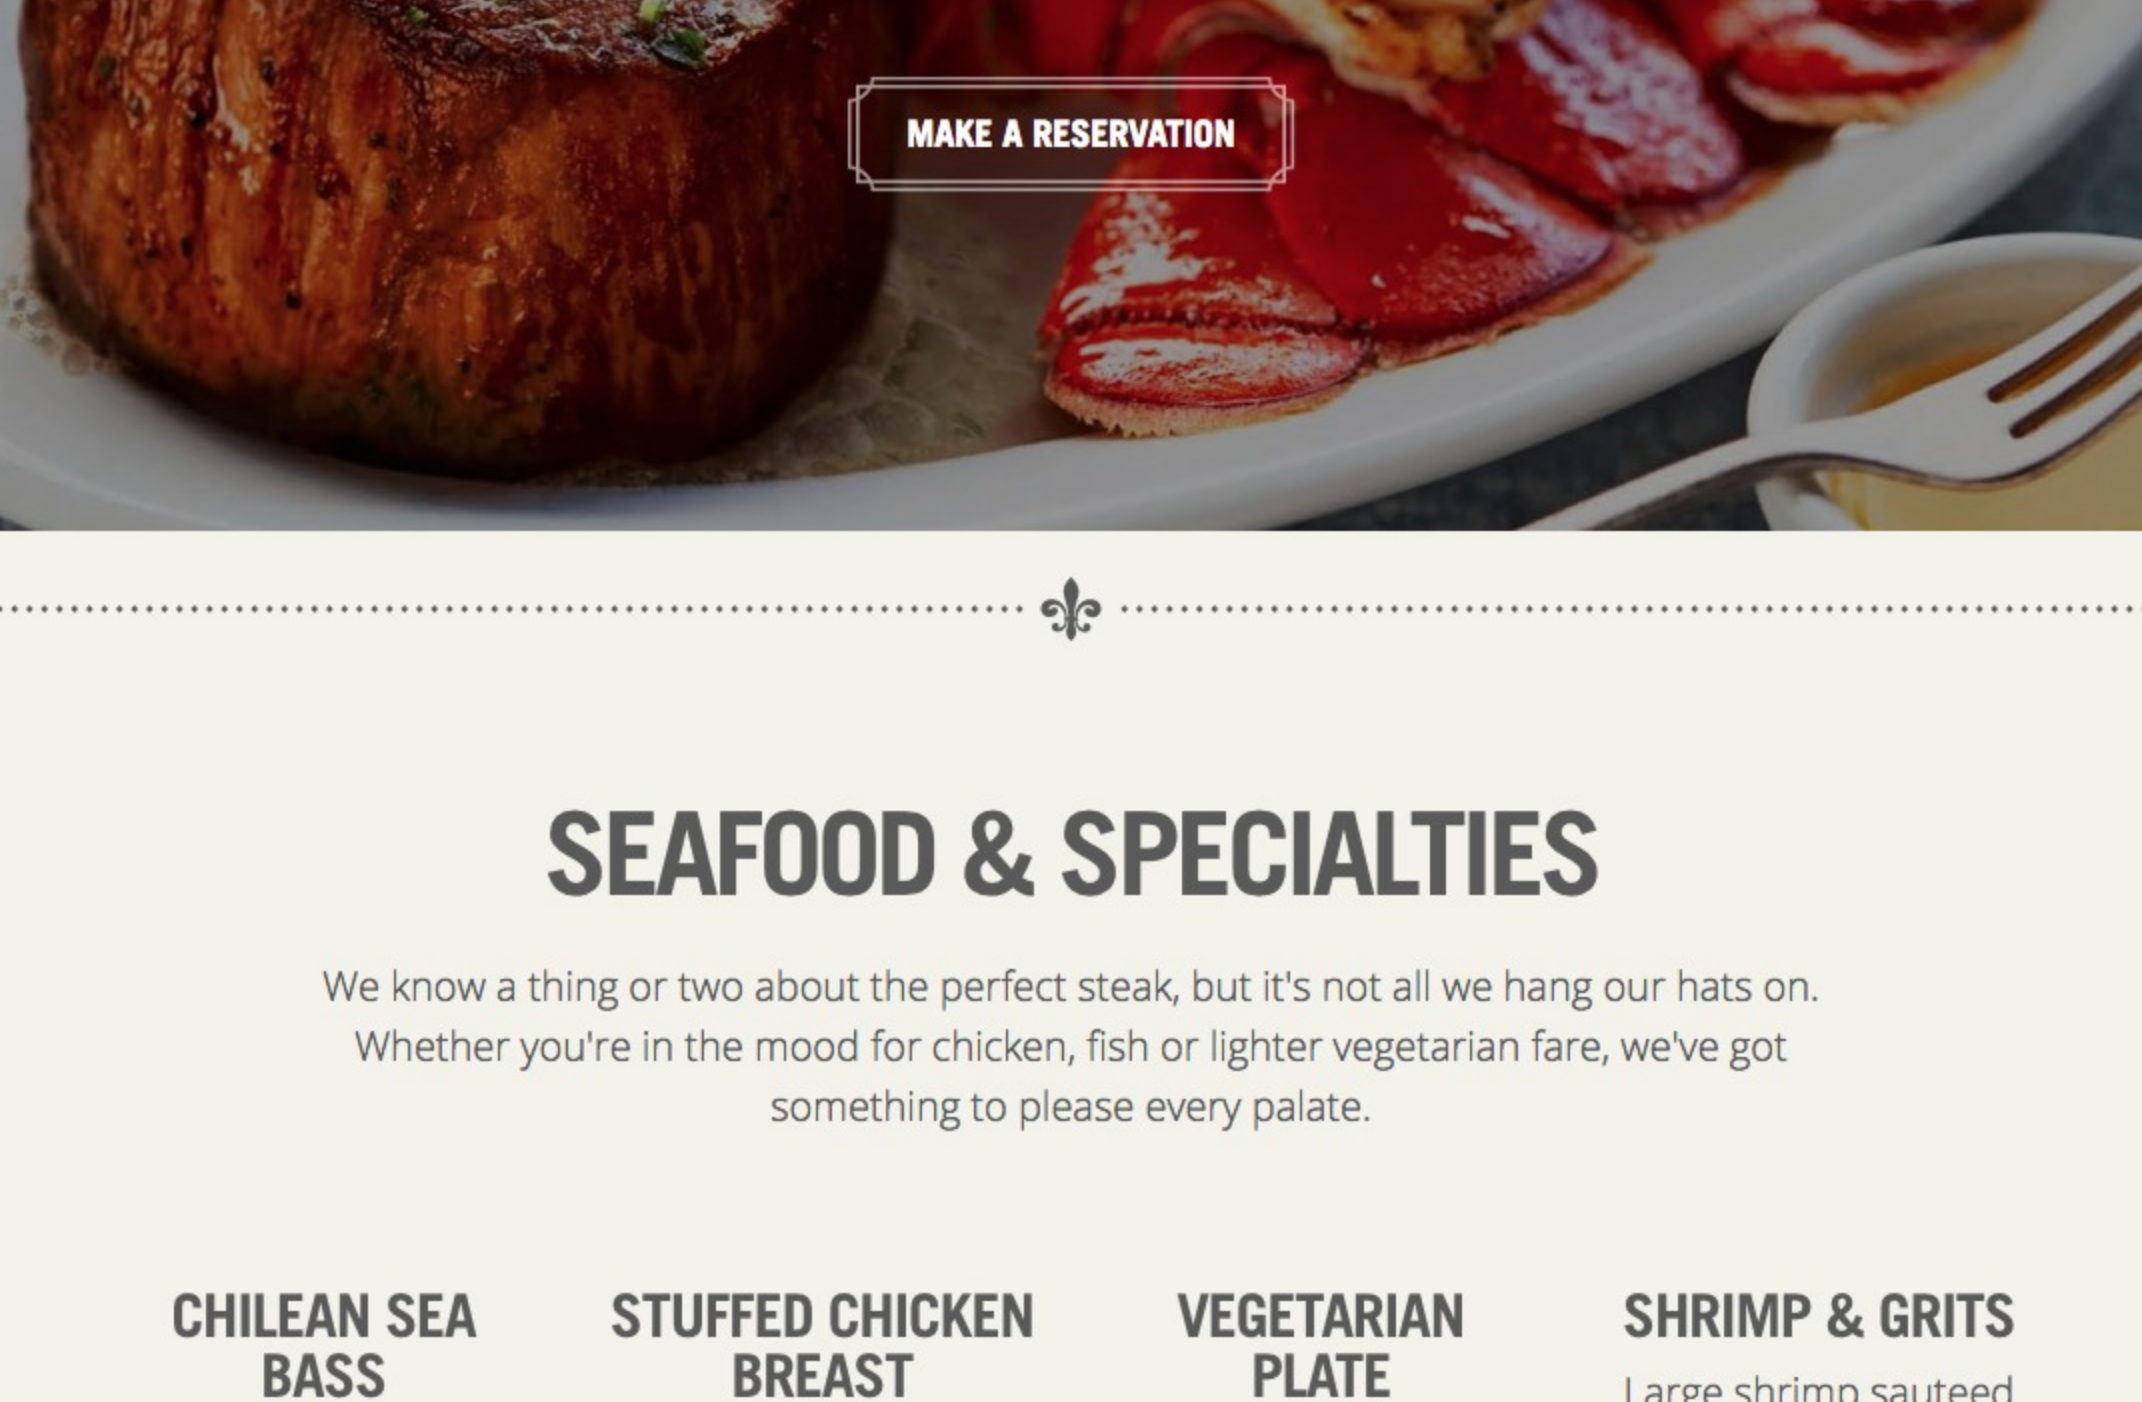 MAKE A RESERVATION
SEAFOOD & SPECIALTIES
We know a thing or two about the perfect steak, but it's not all we hang our hats on.
Whether you're in the mood for chicken, fish or lighter vegetarian fare, we've got
something to please every palate.
CHILEAN SEA
BASS
STUFFED CHICKEN
BREAST
VEGETARIAN
PLATE
SHRIMP & GRITS
Large shrimp sauteed